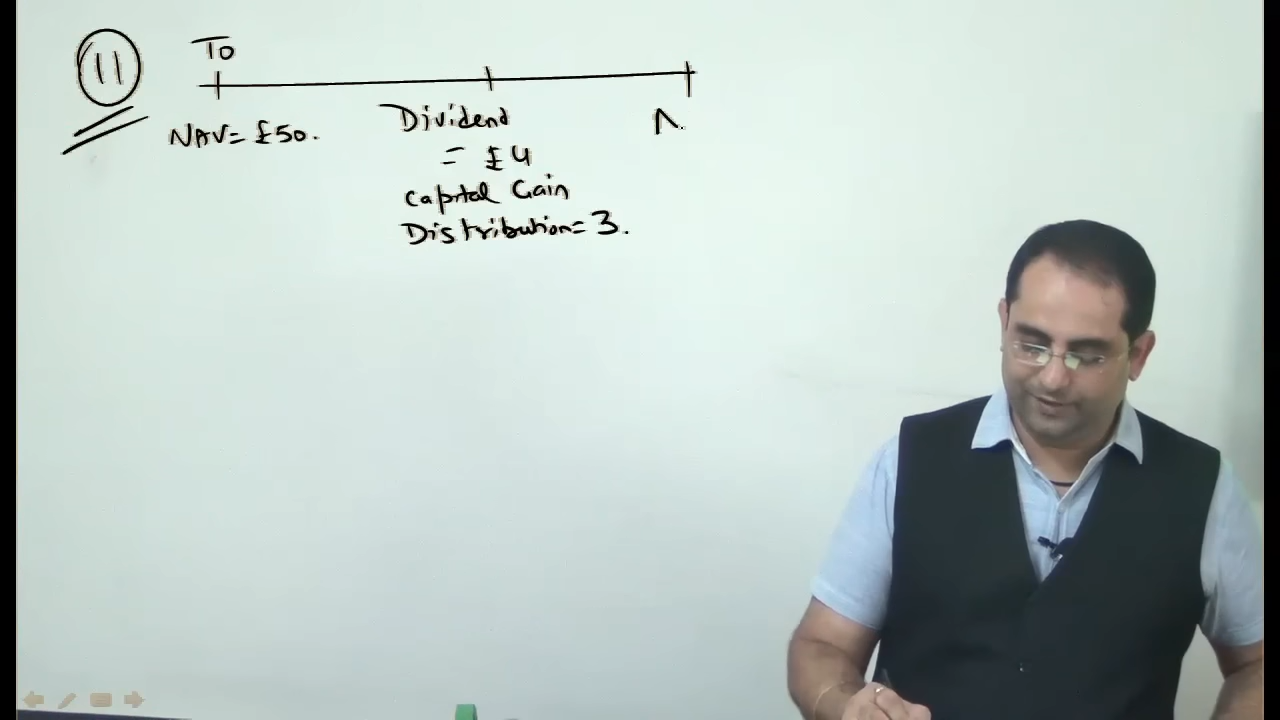 11
To
NAV= £50.
Dividend
= £4
Capital Gain
Distribution= 3.